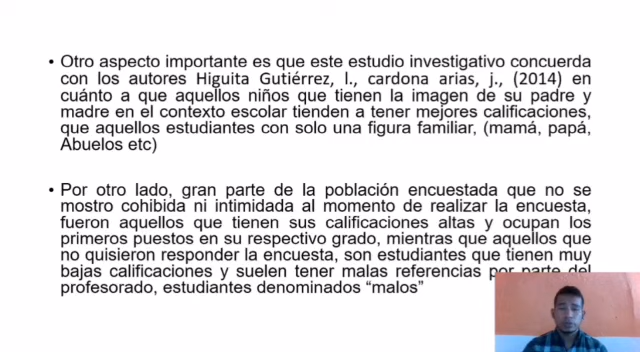 • Otro aspecto importante es que este estudio investigativo concuerda
con los autores Higuita Gutiérrez, l., cardona arias, j., (2014) en
cuánto a que aquellos niños que tienen la imagen de su padre y
madre en el contexto escolar tienden a tener mejores calificaciones,
que aquellos estudiantes con solo una figura familiar, (mamá, papá,
Abuelos etc)
• Por otro lado, gran parte de la población encuestada que no se
mostro cohibida ni intimidada al momento de realizar la encuesta,
fueron aquellos que tienen sus calificaciones altas y ocupan los
primeros puestos en su respectivo grado, mientras que aquellos que
no quisieron responder la encuesta, son estudiantes que tienen muy
bajas calificaciones y suelen tener malas referencias por parte del
profesorado, estudiantes denominados “malos”